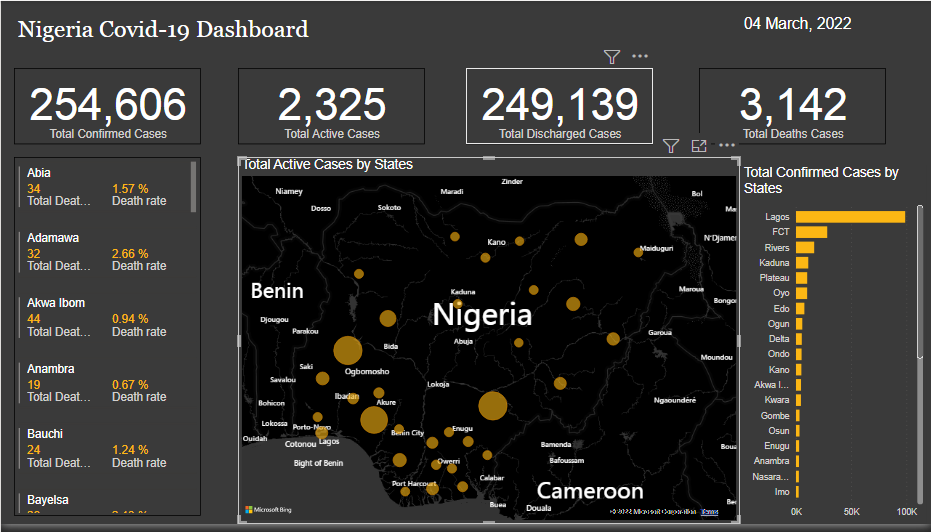 Nigeria Covid-19 Dashboard
04 March, 2022
254,606
Total Confirmed Cases
2,325
Total Active Cases
249,139
Total Discharged Cases
3,142
Total Deaths Cases
Abia
34 1.57 %
Total Deat... Death rate
Adamawa
32 2.66 %
Total Deat... Death rate
Akwa Ibom
44 0.94 %
Total Deat... Death rate
Anambra
19 0.67 %
Total Deat... Death rate
Bauchi
24 1.24 %
Total Deat... Death rate
Bayelsa
Total Active Cases by States
Zinder
Niamey
Maradi
Bol
Dosso
Sokoto
Kano
N'Djamer
Maiduguri
Benin
Kaduna
Maroua
Bongor
Nigeria
Djougou
Parakou
Bida
Abuja
Garoua
Moundou
Saki
Ogbomosho
Savalou
Lokoja
Ngaoundéré
Bohicon
Ibadan
Akure
Lokossa
Porto-Novo
Benin City
Enugu
Ouidah
Cotonou
Lagos
Bamenda
Bight of Benin
Owerri
Bafoussam
Port Harcourt
Calabar
Cameroon
Buea
Douala
Microsoft Bing
© 2022 Microsoft Corporation Terms
Total Confirmed Cases by
States
Lagos
FCT
Rivers
Kaduna
Plateau
Oyo
Edo
Ogun
Delta
Ondo
Kano
Akwa I...
Kwara
Gombe
Osun
Enugu
Anambra
Nasara...
Imo
0K 50K 100K